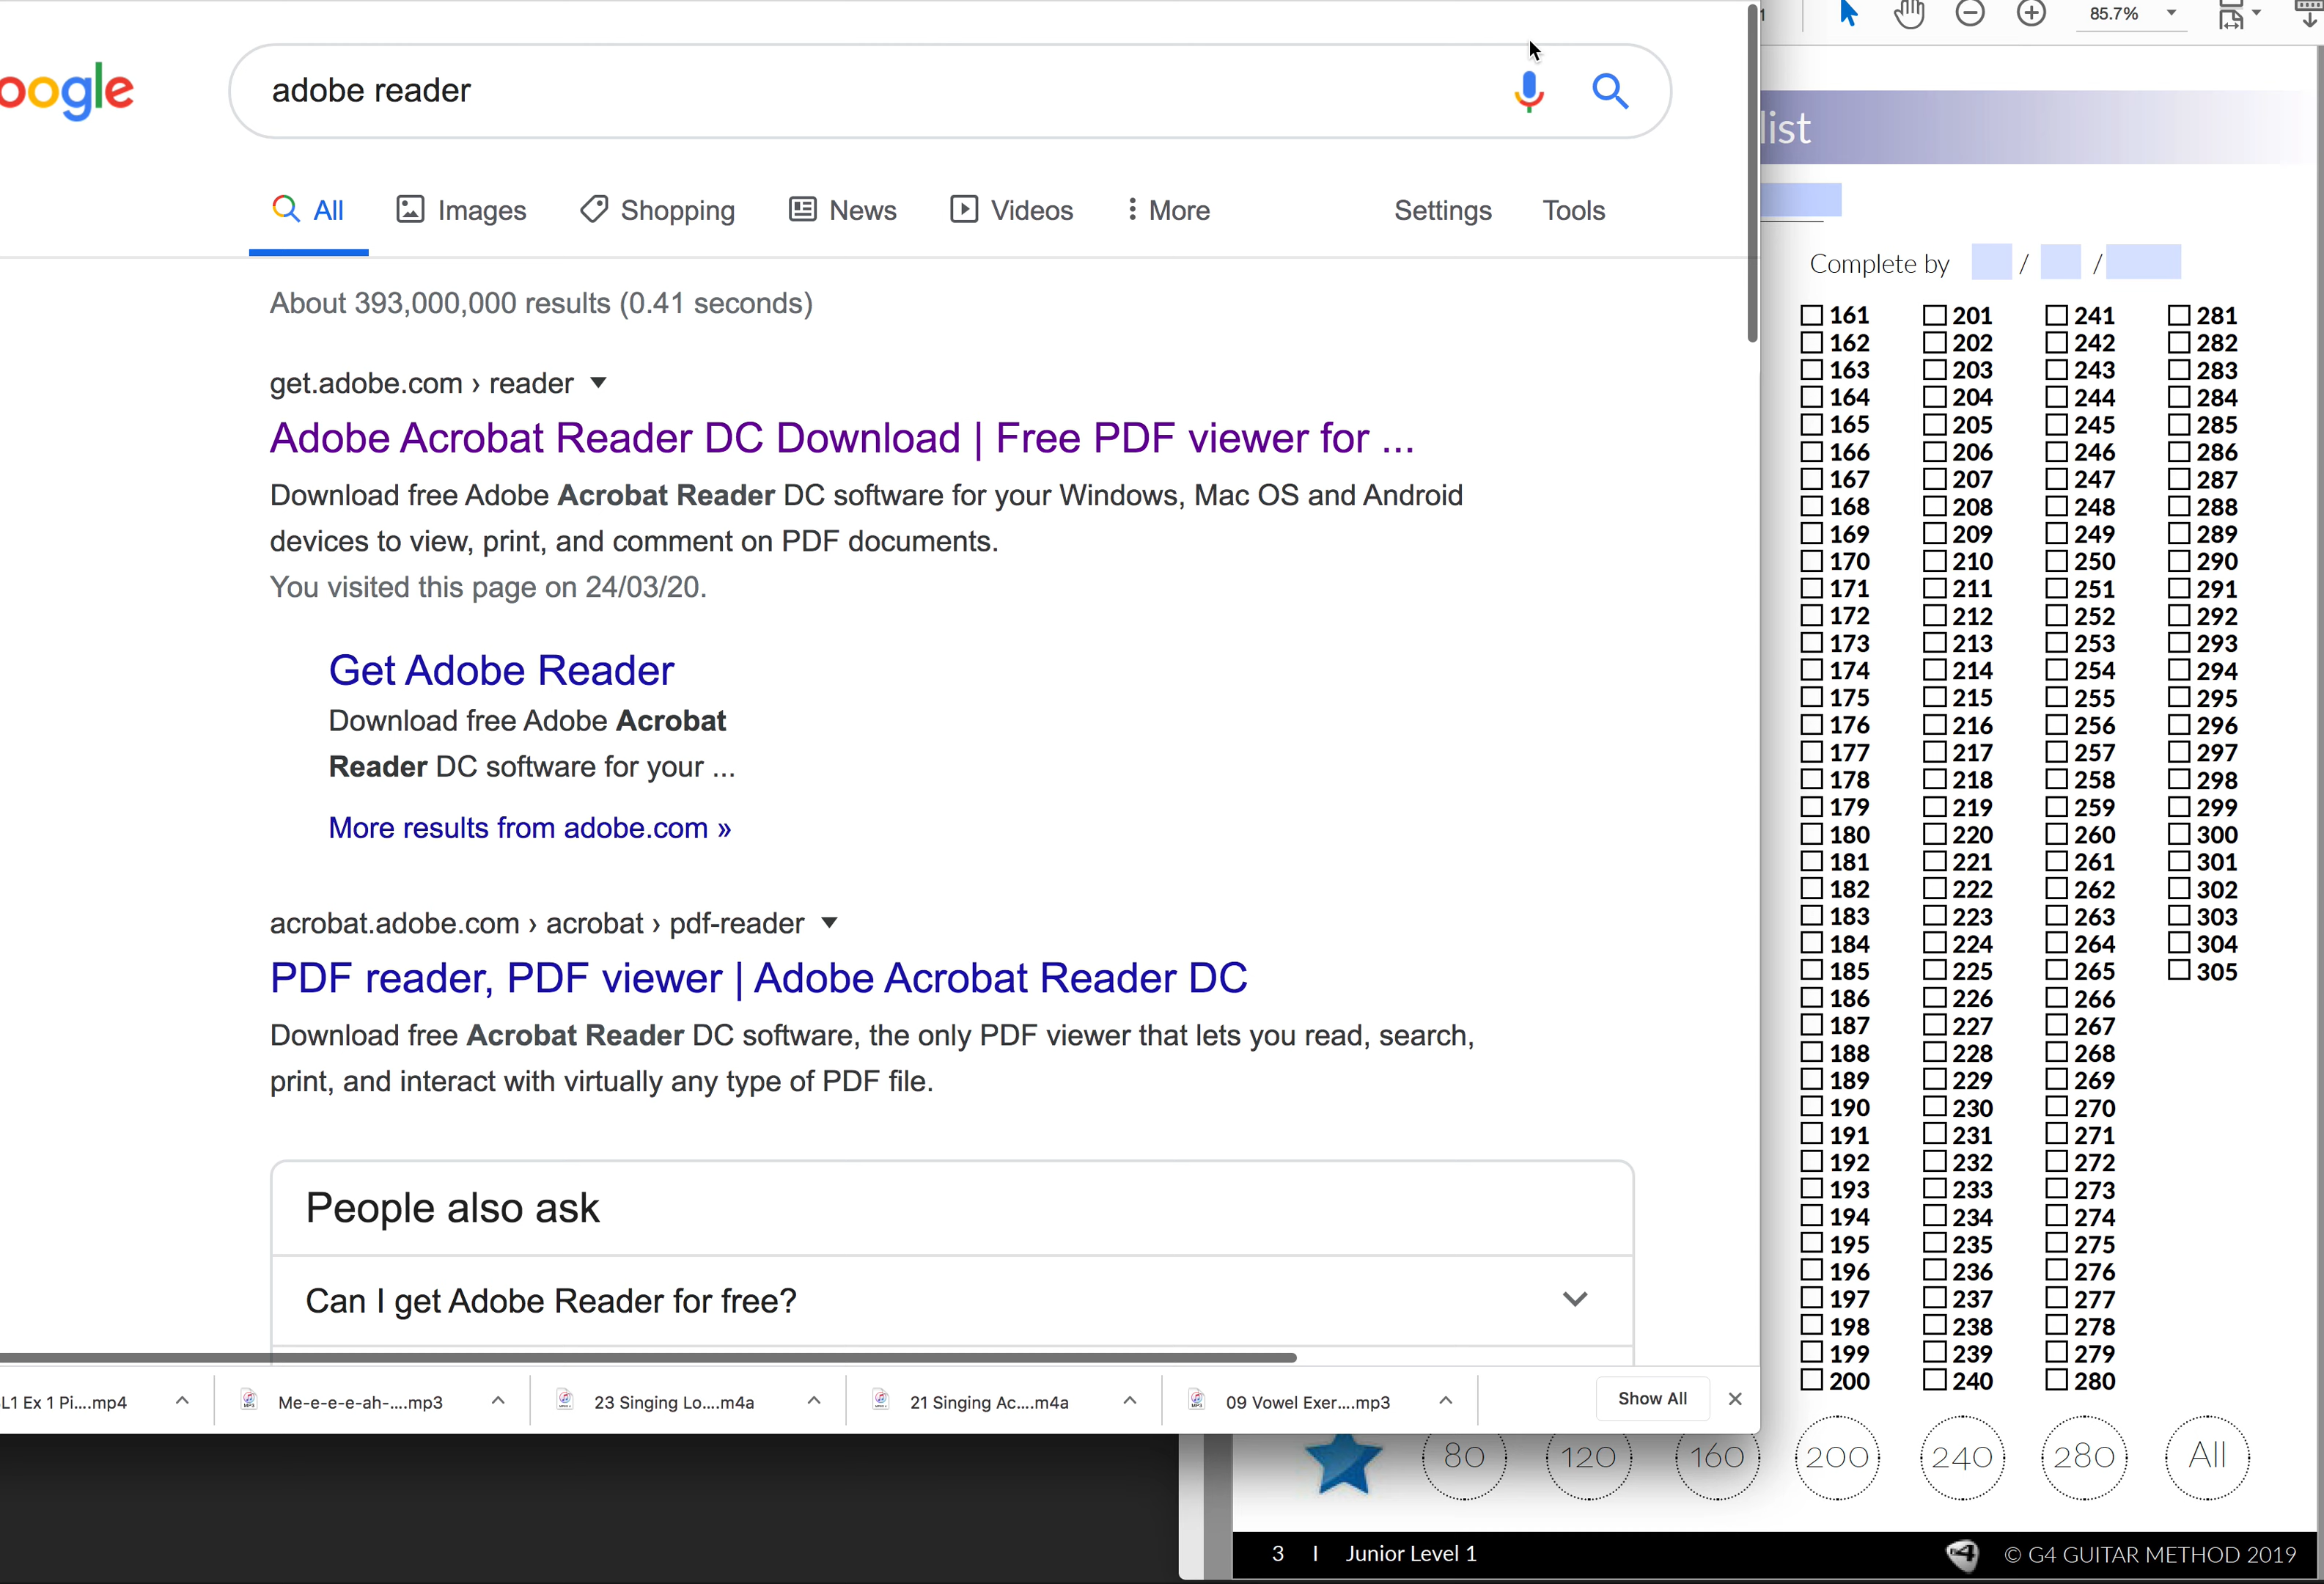 oogle
adobe reader
All
Images
Shopping
News
Videos
More
Settings
Tools
About 393,000,000 results (0.41 seconds)
get.adobe.com › reader
Adobe Acrobat Reader DC Download | Free PDF viewer for ...
Download free Adobe Acrobat Reader DC software for your Windows, Mac OS and Android
devices to view, print, and comment on PDF documents.
You visited this page on 24/03/20.
Get Adobe Reader
Download free Adobe Acrobat
Reader DC software for your ...
More results from adobe.com »
acrobat.adobe.com › acrobat › pdf-reader
PDF reader, PDF viewer | Adobe Acrobat Reader DC
Download free Acrobat Reader DC software, the only PDF viewer that lets you read, search,
print, and interact with virtually any type of PDF file.
People also ask
Can I get Adobe Reader for free?
L1 Ex 1 Pi....mp4
Me-e-e-e-ah-....mp3
23 Singing Lo....m4a
21 Singing Ac....m4a
09 Vowel Exer....mp3
Show All
85.7%
list
Complete by / /
161 201 241 281
162 202 242 282
163 203 243 283
164 204 244 284
165 205 245 285
166 206 246 286
167 207 247 287
168 208 248 288
169 209 249 289
170 210 250 290
171 211 251 291
172 212 252 292
173 213 253 293
174 214 254 294
175 215 255 295
176 216 256 296
177 217 257 297
178 218 258 298
179 219 259 299
180 220 260 300
181 221 261 301
182 222 262 302
183 223 263 303
184 224 264 304
185 225 265 305
186 226 266
187 227 267
188 228 268
189 229 269
190 230 270
191 231 271
192 232 272
193 233 273
194 234 274
195 235 275
196 236 276
197 237 277
198 238 278
199 239 279
200 240 280
80 120 160 200 240 280 All
3 | Junior Level 1
4 © G4 GUITAR METHOD 2019